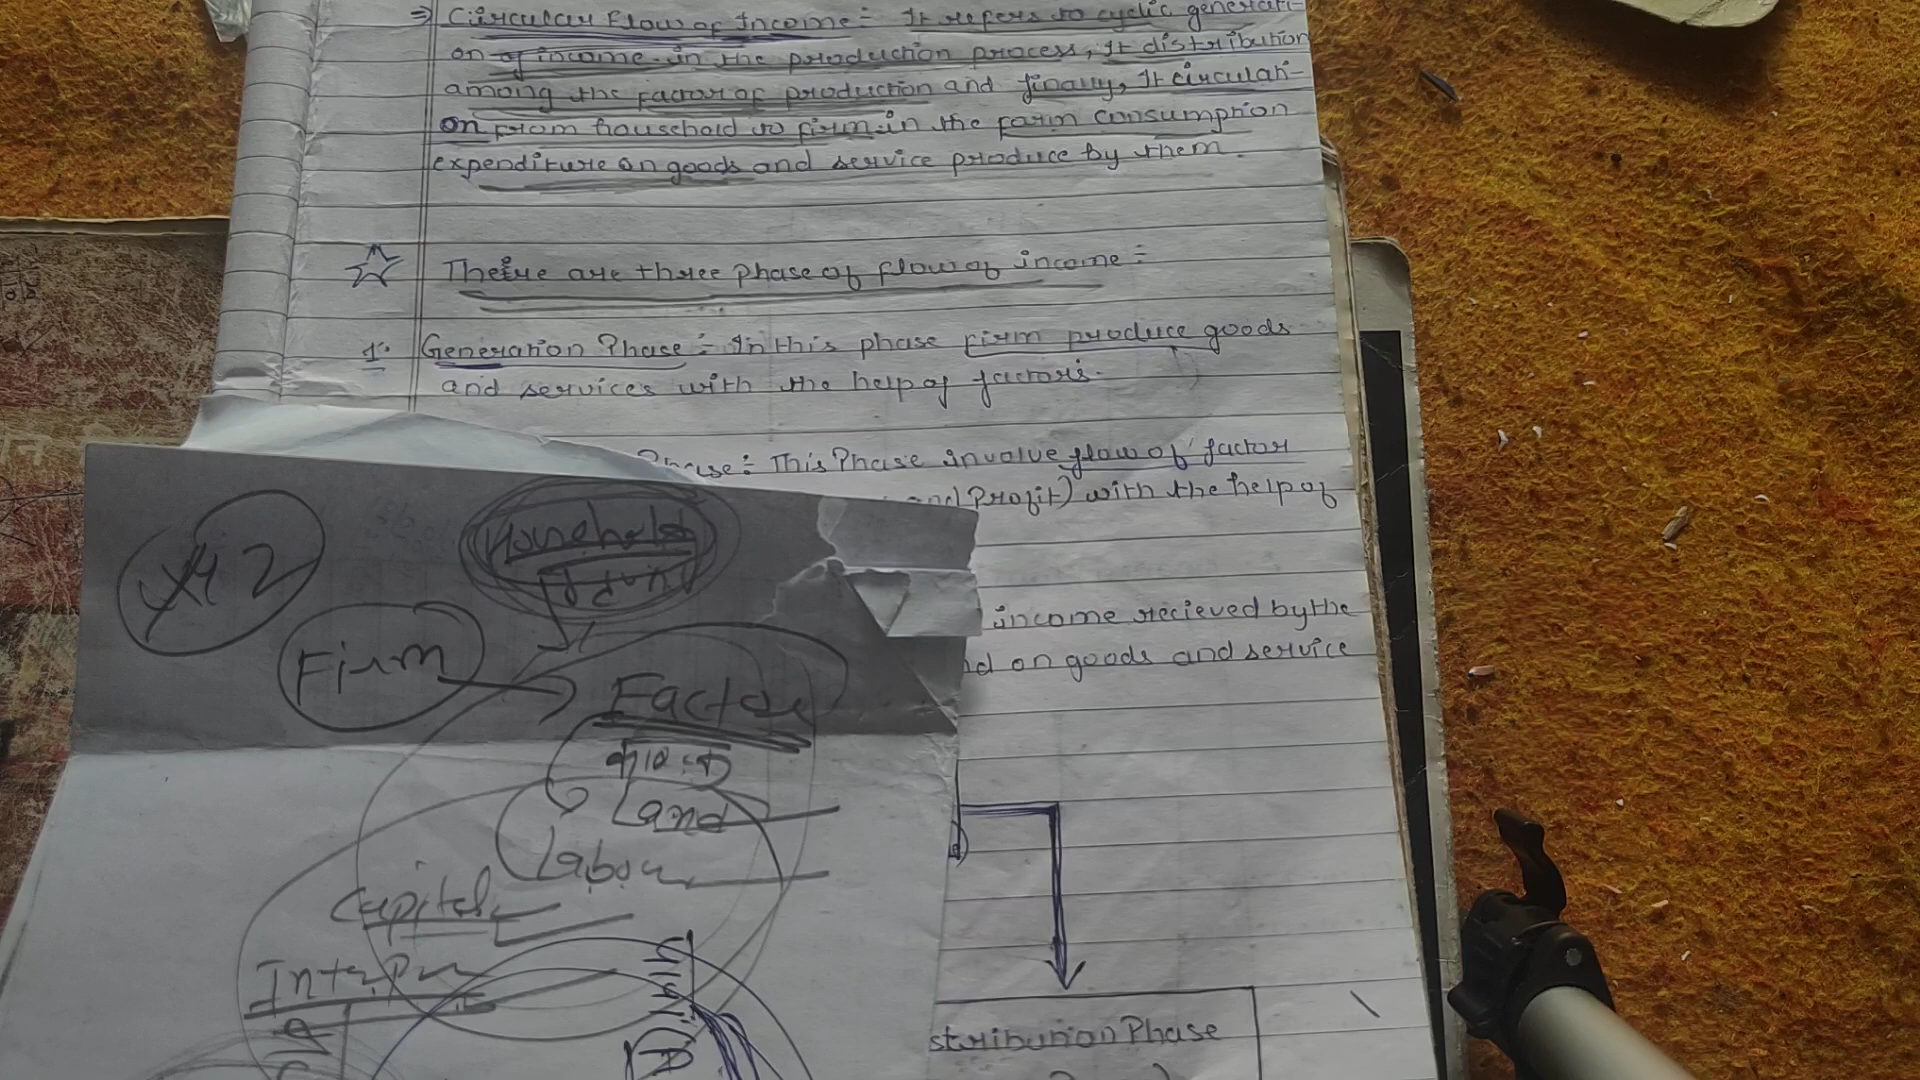 ⇒ Circular Flow of Income = It refers to cyclic generati-
on of income in the production process, It distribution
among the factor of production and finally, It circulati-
on from household to firm in the form consumption
expenditure on goods and service produce by them.
☆ There are three phase of flow of income =
1. Generation Phase = In this phase firm produce goods
and services with the help of factors.
Phase = This Phase involve flow of factor
and Profit) with the help of
income recieved by the
on goods and service
stribution Phase
2
Household
Firm
Factor
Land
Labour
Capital